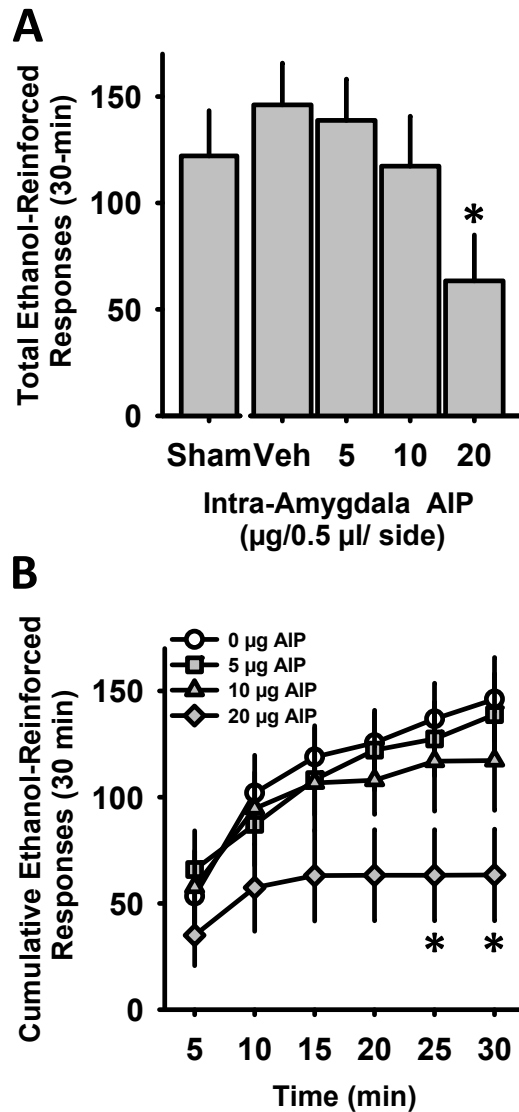 A
Total Ethanol-Reinforced
Responses (30-min)
150
100
50
0
*
Sham Veh 5 10 20
Intra-Amygdala AIP
(µg/0.5 µl/ side)
B
Cumulative Ethanol-Reinforced
Responses (30 min)
0 µg AIP
5 µg AIP
10 µg AIP
20 µg AIP
150
100
50
0
* *
5 10 15 20 25 30
Time (min)